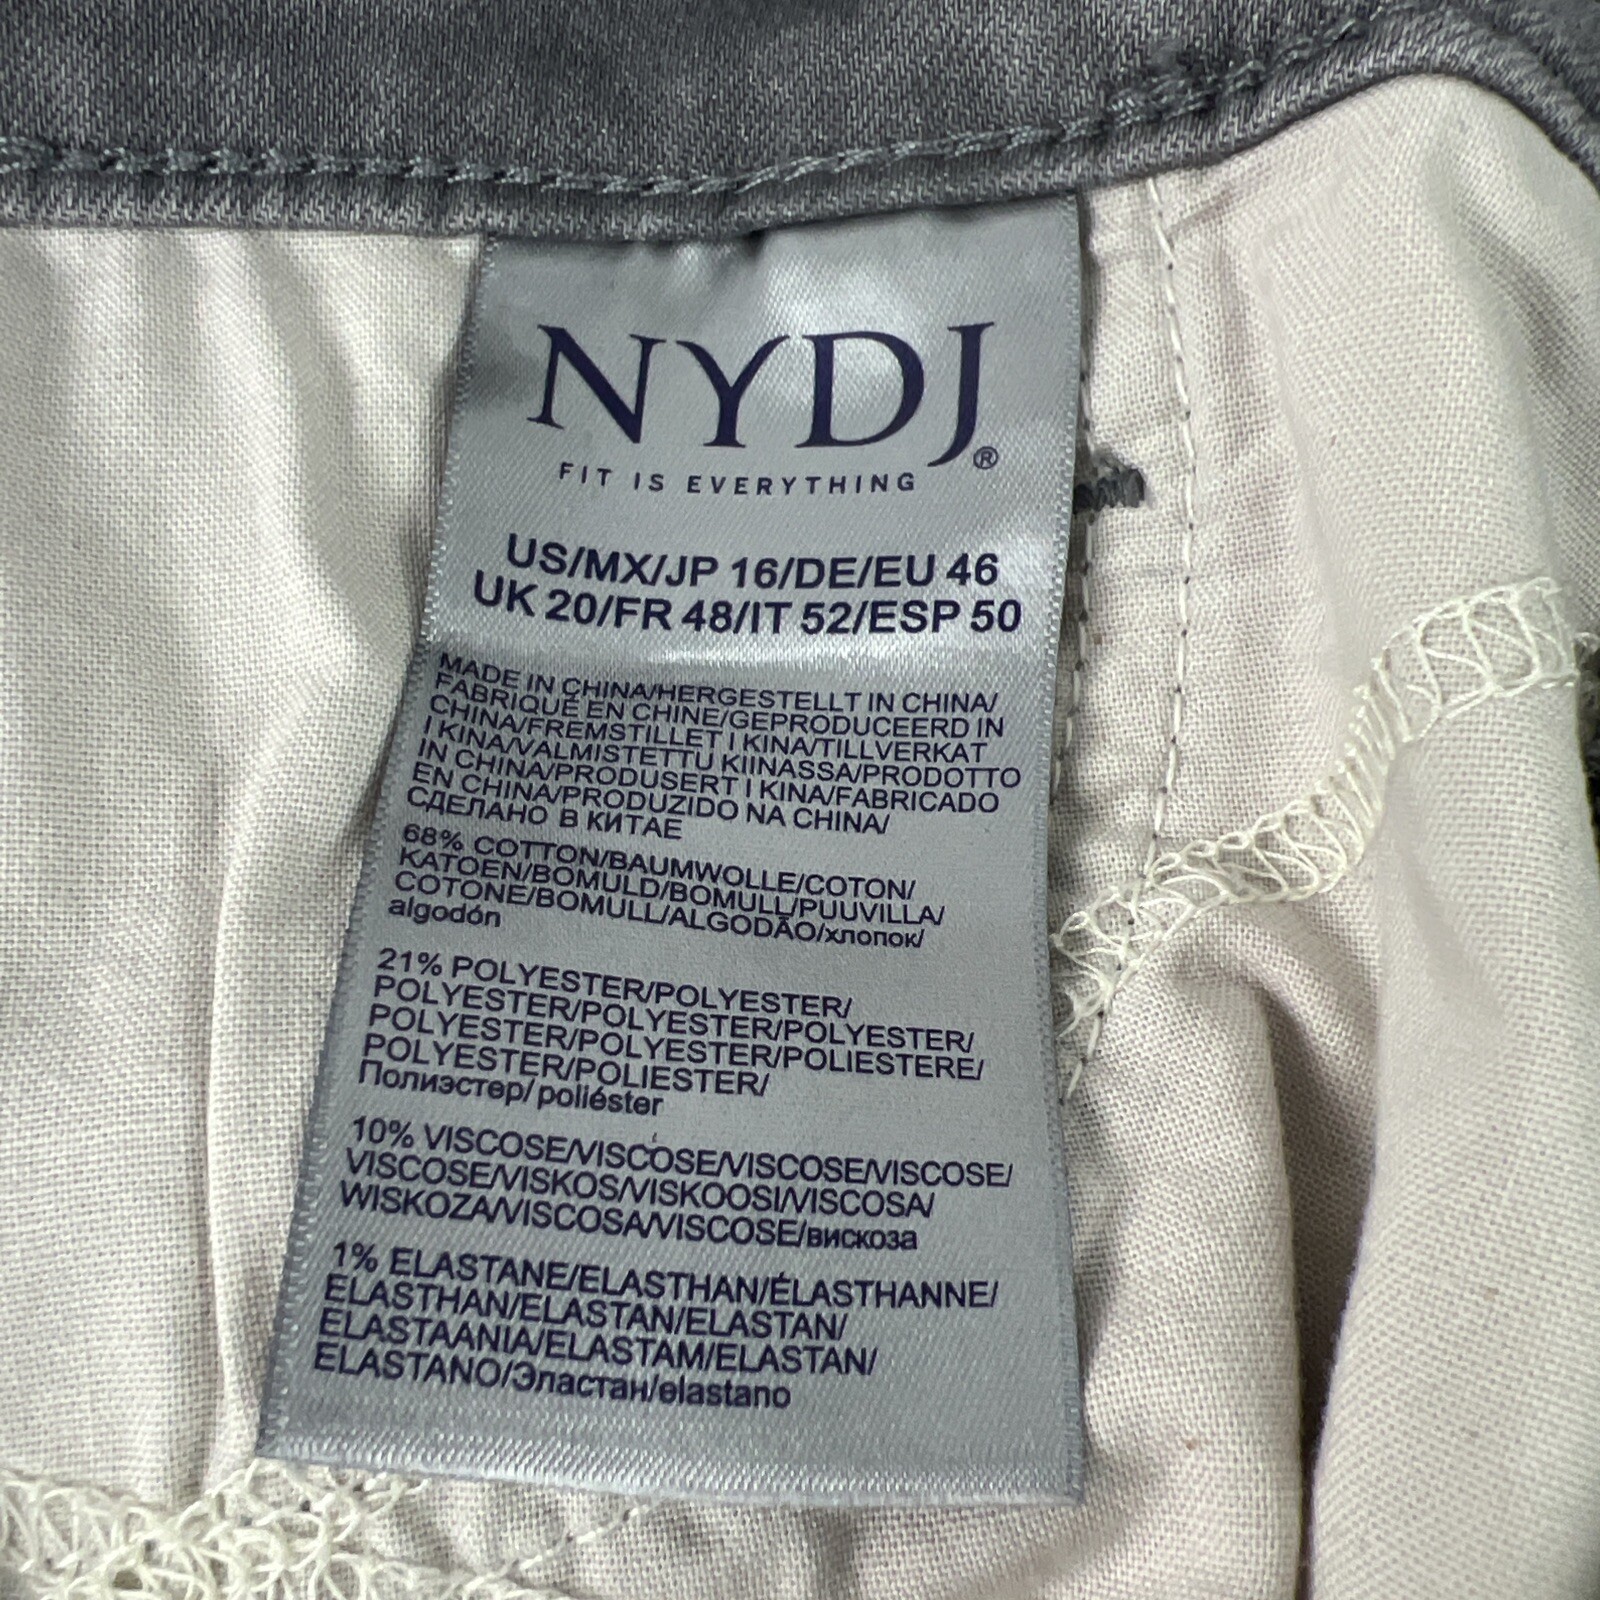 NYDJ®
FIT IS EVERYTHING
US/MX/JP 16/DE/EU 46
UK 20/FR 48/IT 52/ESP 50
MADE IN CHINA/HERGESTELLT IN CHINA/
FABRIQUÉ EN CHINE/GEPRODUCEERD IN
CHINA/FREMSTILLET I KINA/TILLVERKAT
I KINA/VALMISTETTU KIINASSA/PRODOTTO
IN CHINA/PRODUSERT I KINA/FABRICADO
EN CHINA/PRODUZIDO NA CHINA/
СДЕЛАНО В КИТАЕ
68% COTTON/BAUMWOLLE/COTON/
KATOEN/BOMULD/BOMULL/PUUVILLA/
COTONE/BOMULL/ALGODÃO/хлопок/
algodón
21% POLYESTER/POLYESTER/
POLYESTER/POLYESTER/POLYESTER/
POLYESTER/POLYESTER/POLIESTERE/
POLYESTER/POLIESTER/
Полиэстер/ poliéster
10% VISCOSE/VISCOSE/VISCOSE/VISCOSE/
VISCOSE/VISKOS/VISKOOSI/VISCOSA/
WISKOZA/VISCOSA/VISCOSE/вискоза
1% ELASTANE/ELASTHAN/ÉLASTHANNE/
ELASTHAN/ELASTAN/ELASTAN/
ELASTAANIA/ELASTAM/ELASTAN/
ELASTANO/Эластан/elastano